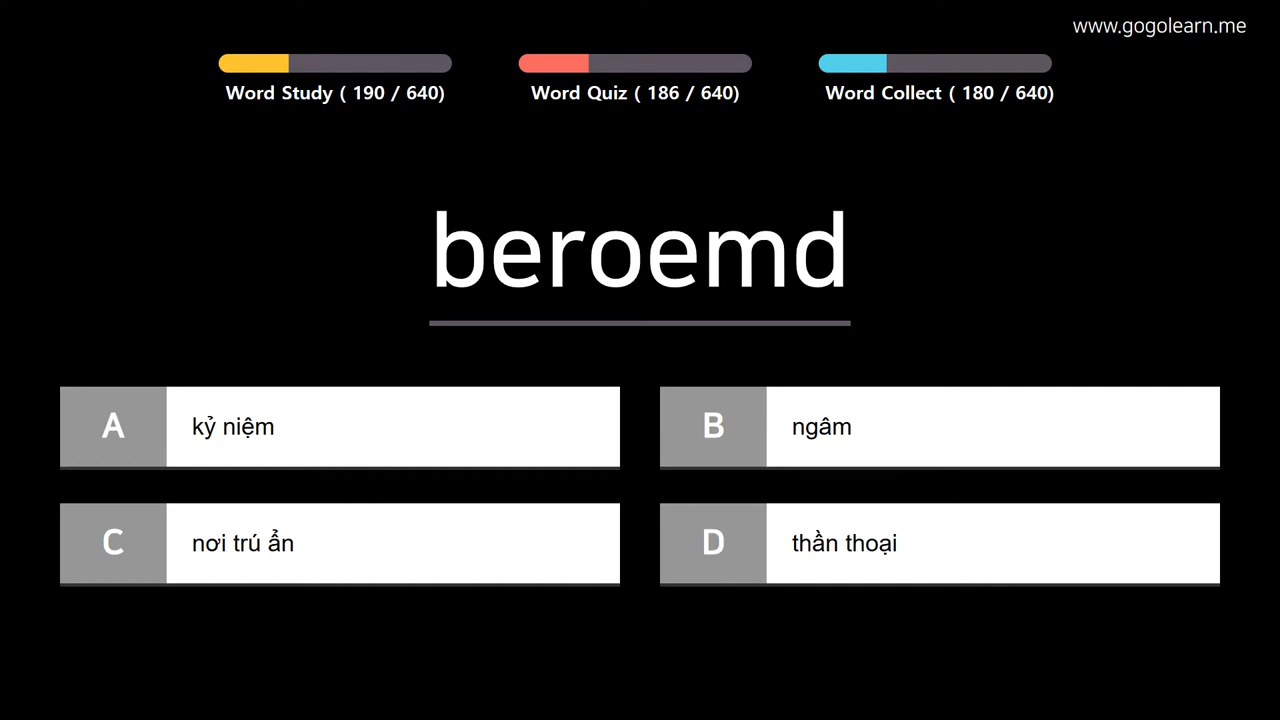 www.gogolearn.me
Word Study ( 190 / 640)
Word Quiz ( 186 / 640)
Word Collect ( 180 / 640)
beroemd
A kỷ niệm
B ngâm
C nơi trú ẩn
D thần thoại